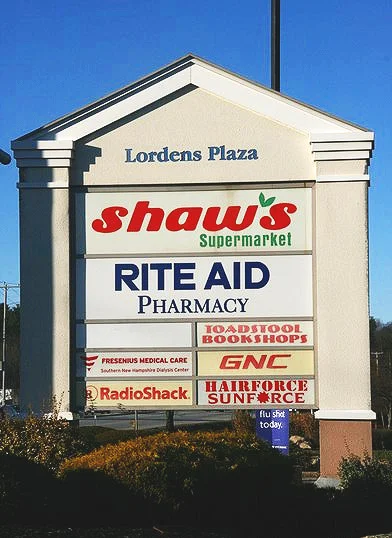 Lordens Plaza
shaw's
Supermarket
RITE AID
PHARMACY
TOADSTOOL
BOOKSHOPS
FRESENIUS MEDICAL CARE
Southern New Hampshire Dialysis Center
GNC
R RadioShack.
HAIRFORCE
SUNFORCE
flu shot
today.